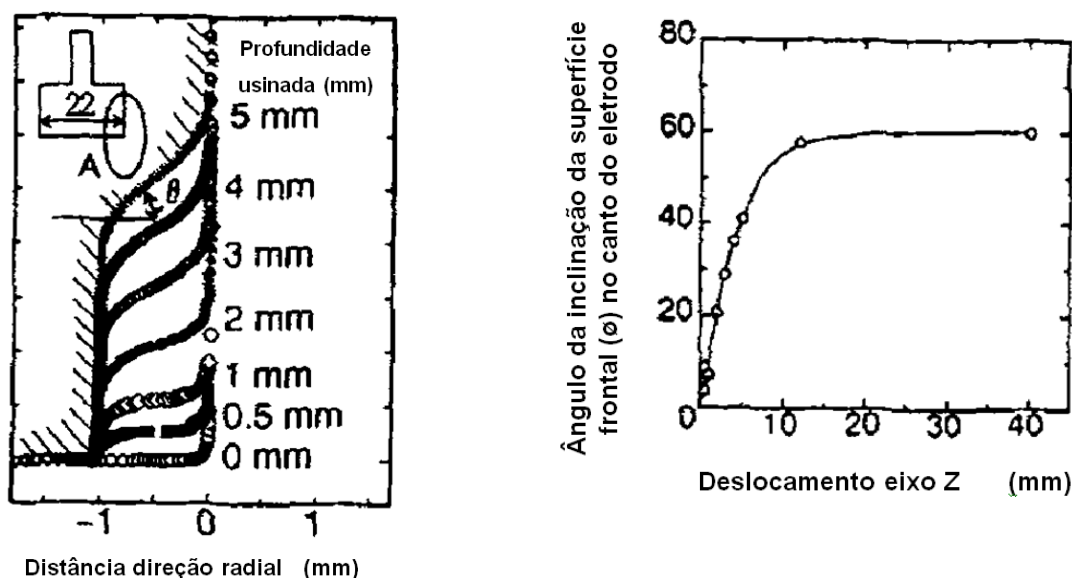 Profundidade
usinada (mm)
22
A
θ
5 mm
4 mm
3 mm
2 mm
1 mm
0.5 mm
0 mm
−1 0 1
Distância direção radial (mm)
Ângulo da inclinação da superfície
frontal (ø) no canto do eletrodo
80
60
40
20
0
10 20 30 40
Deslocamento eixo Z (mm)